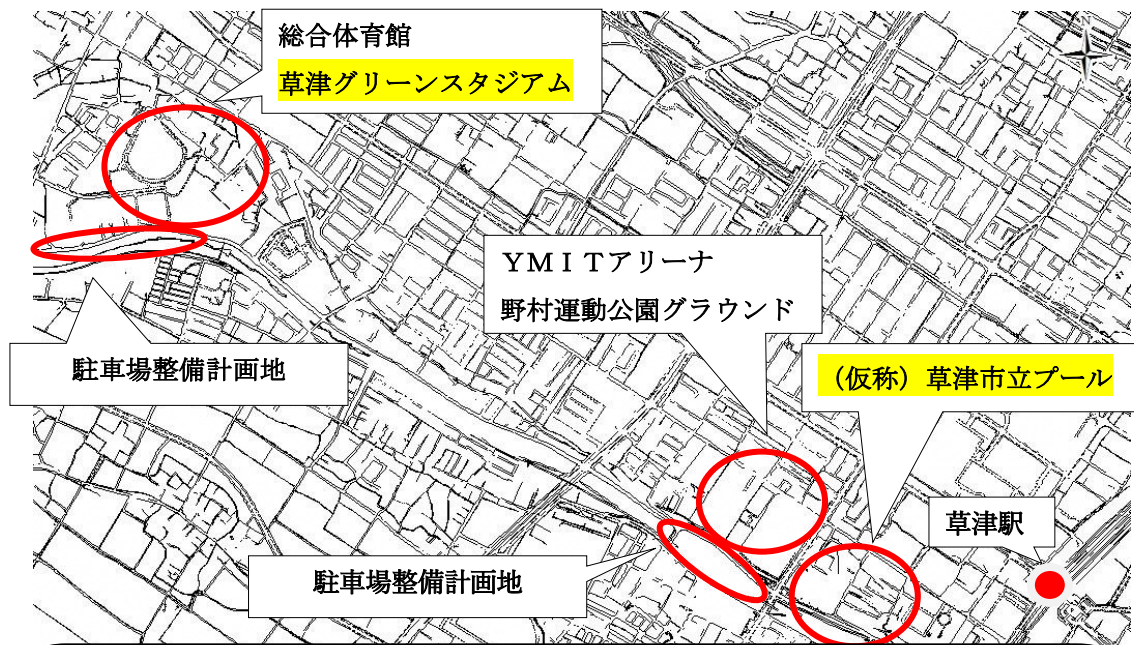 総合体育館
草津グリーンスタジアム
ＹＭＩＴアリーナ
野村運動公園グラウンド
駐車場整備計画地
（仮称）草津市立プール
草津駅
駐車場整備計画地